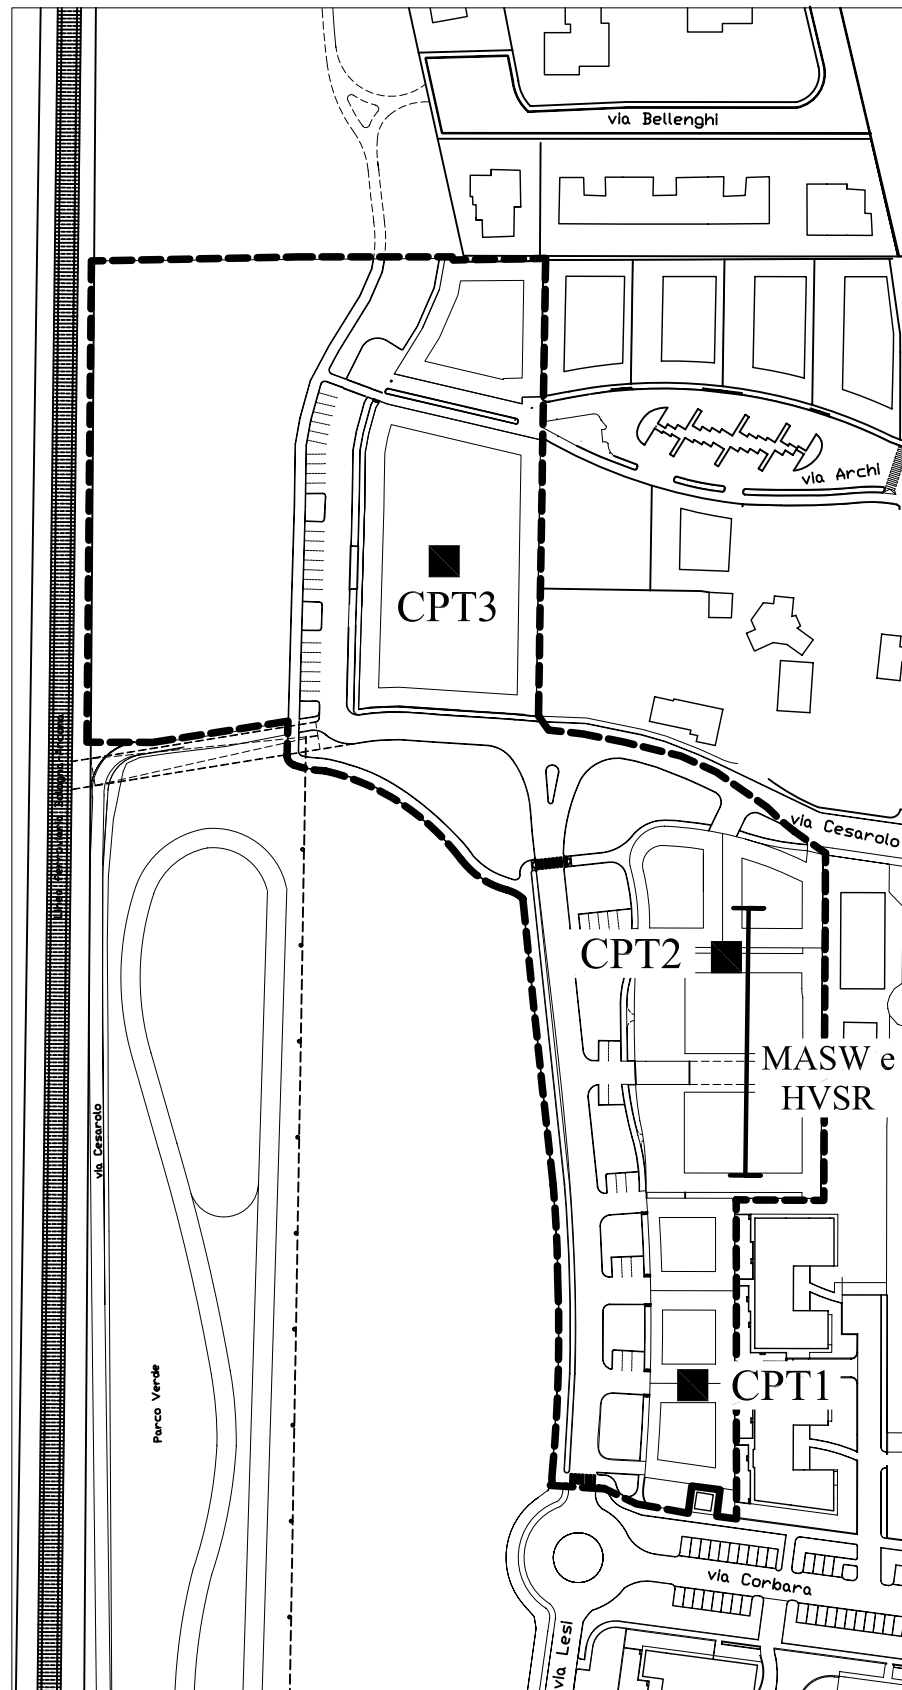 via Bellenghi
via Archi
CPT3
via Cesarolo
CPT2
MASW e
HVSR
via Cesarolo
Parco Verde
CPT1
via Corbara
via Lesi